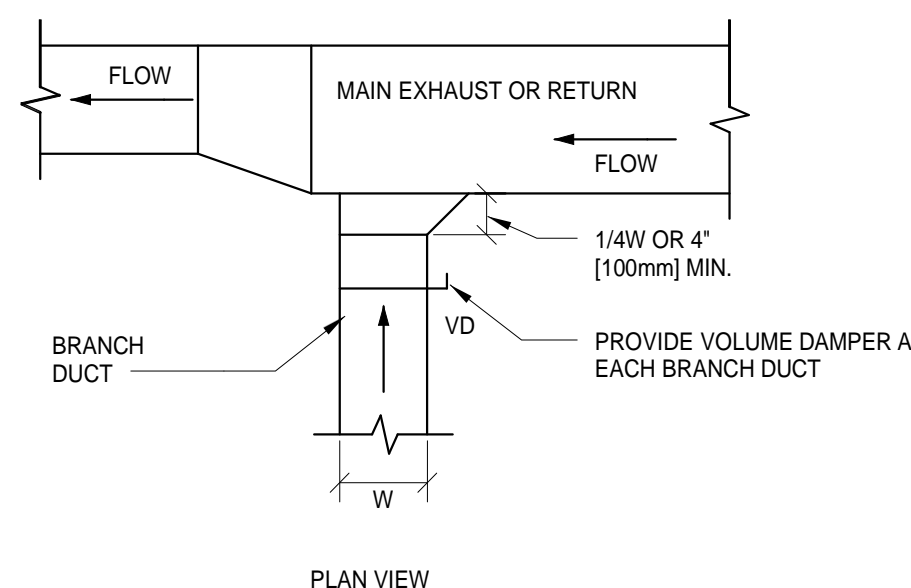 FLOW
MAIN EXHAUST OR RETURN
FLOW
1/4W OR 4"
[100mm] MIN.
VD
BRANCH
DUCT
PROVIDE VOLUME DAMPER A
EACH BRANCH DUCT
W
PLAN VIEW